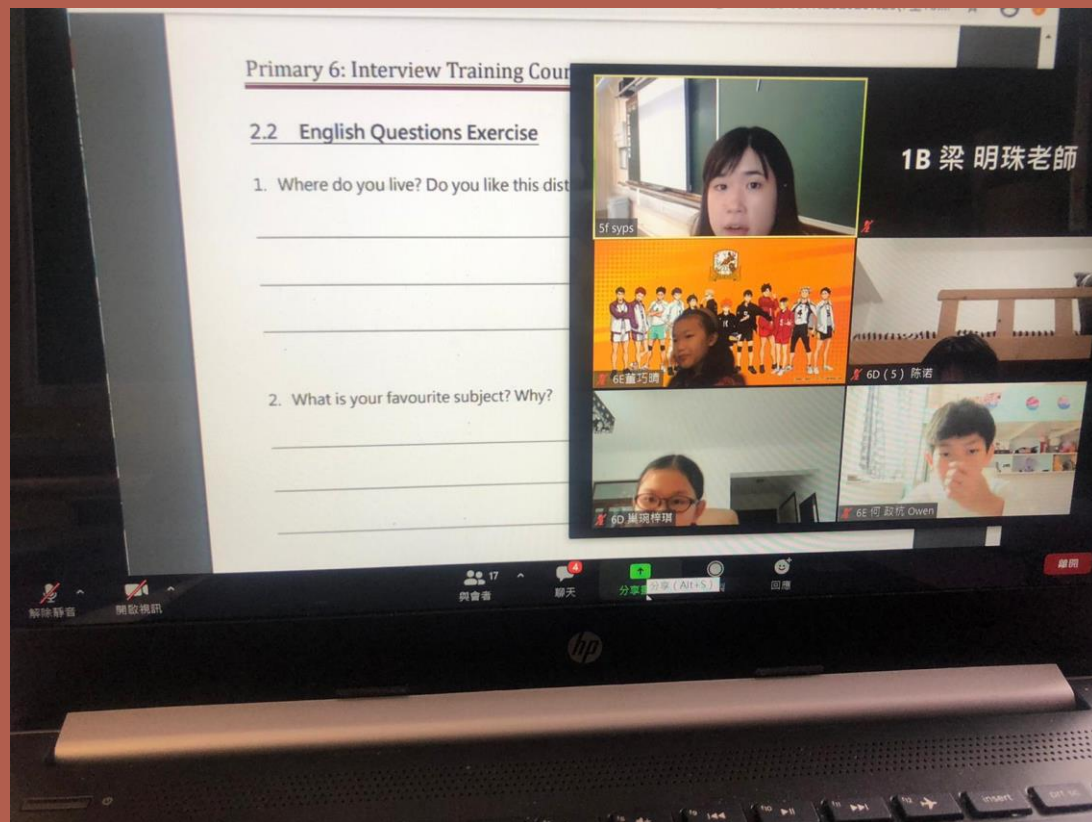 Primary 6: Interview Training Cour
2.2 English Questions Exercise
1. Where do you live? Do you like this dist
2. What is your favourite subject? Why?
5f syps
1B 梁 明珠老師
6E董巧晴
6D(5) 陈诺
6D 巢琬梓琪
6E 何 政杭 Owen
解除靜音
開啟視訊
17
與會者
4
聊天
分享
分享 (Alt+S)
回應
離開
hp
insert